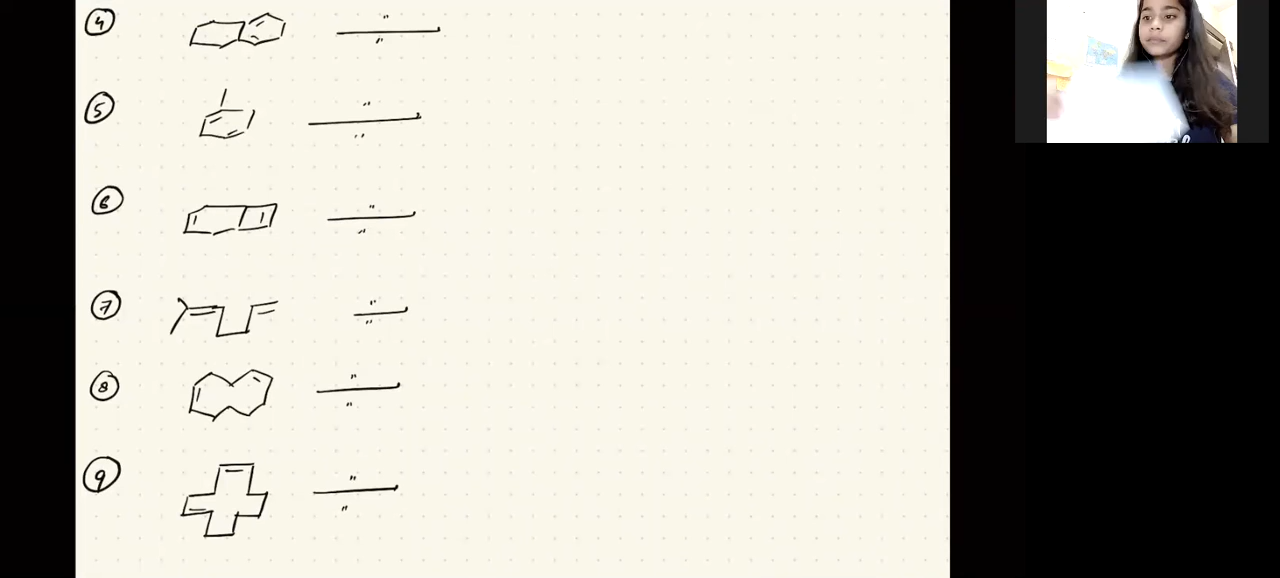 ④ " "
⑤ " "
⑥ " "
⑦ " "
⑧ " "
⑨ " "